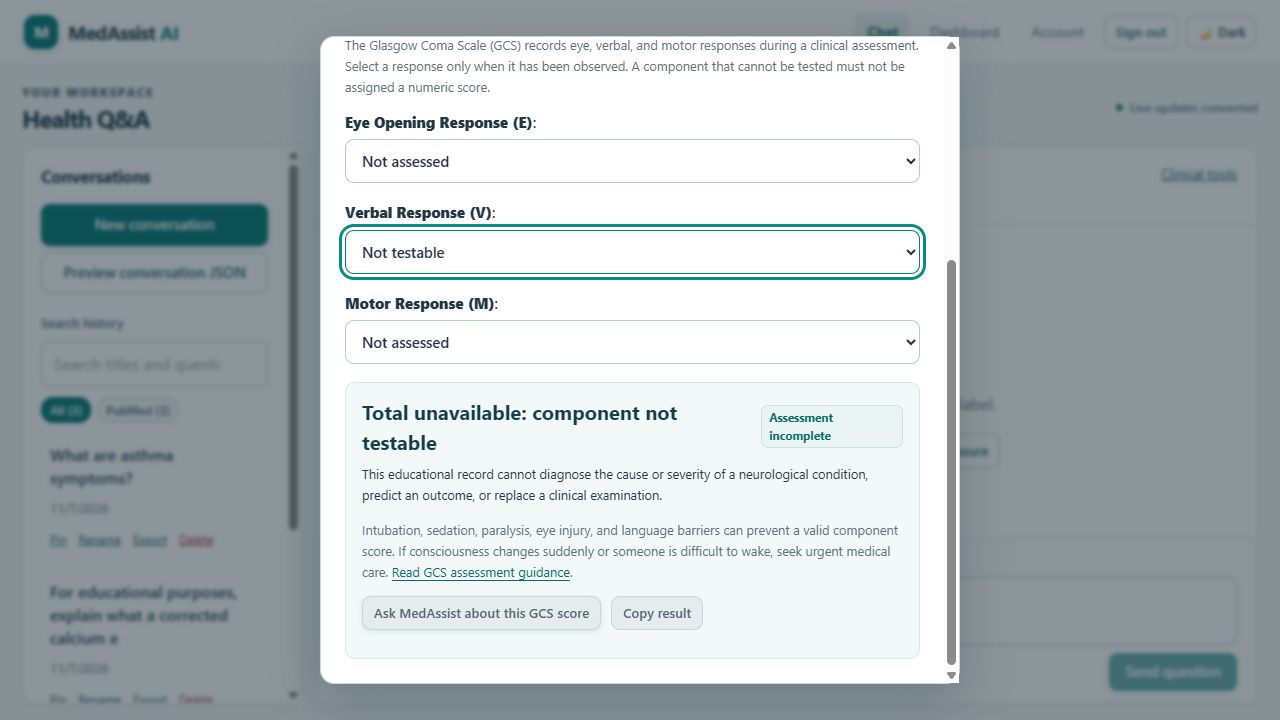 M MedAssist AI
Chat Dashboard Account Sign out 🌙 Dark
YOUR WORKSPACE
Health Q&A
Live updates connected
Conversations
New conversation
Preview conversation JSON
Search history
Search titles and questi
All (3) PubMed (3)
What are asthma
symptoms?
11/7/2026
Pin Rename Export Delete
For educational purposes,
explain what a corrected
calcium e
11/7/2026
Pin Rename Export Delete
Clinical tools
label.
Send question
The Glasgow Coma Scale (GCS) records eye, verbal, and motor responses during a clinical assessment.
Select a response only when it has been observed. A component that cannot be tested must not be
assigned a numeric score.
Eye Opening Response (E):
Not assessed
Verbal Response (V):
Not testable
Motor Response (M):
Not assessed
Total unavailable: component not
testable
Assessment
incomplete
This educational record cannot diagnose the cause or severity of a neurological condition,
predict an outcome, or replace a clinical examination.
Intubation, sedation, paralysis, eye injury, and language barriers can prevent a valid component
score. If consciousness changes suddenly or someone is difficult to wake, seek urgent medical
care. Read GCS assessment guidance.
Ask MedAssist about this GCS score
Copy result